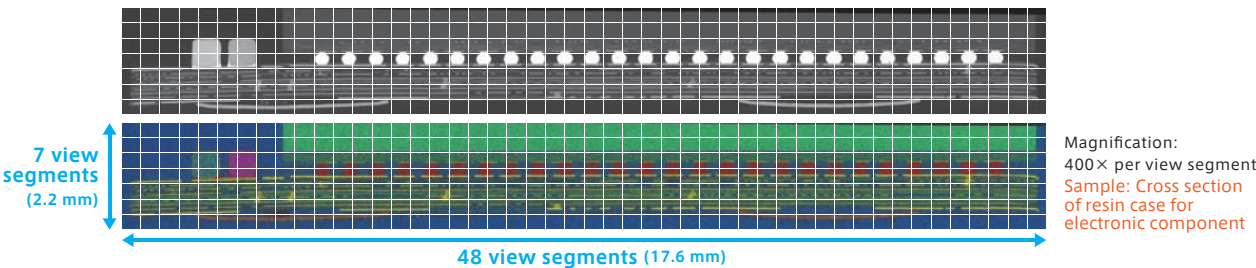 7 view
segments
(2.2 mm)
48 view segments (17.6 mm)
Magnification:
400× per view segment
Sample: Cross section
of resin case for
electronic component